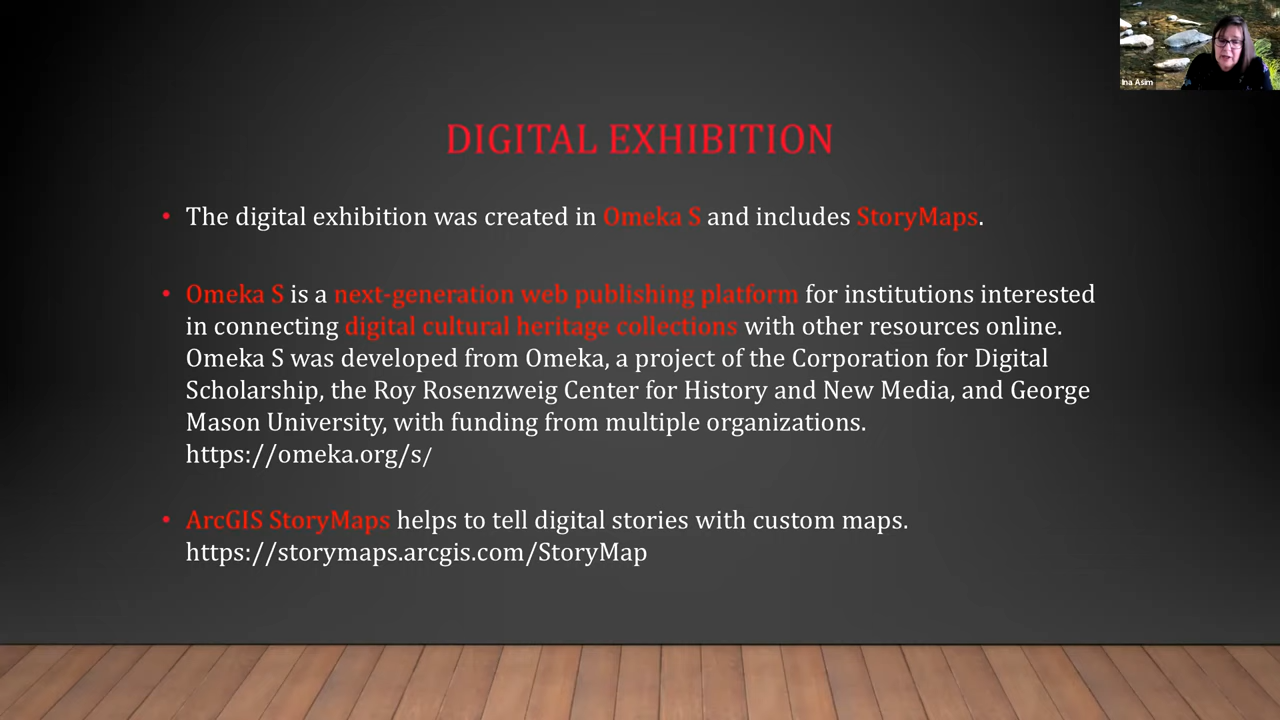 Ina Asim
DIGITAL EXHIBITION
• The digital exhibition was created in Omeka S and includes StoryMaps.
• Omeka S is a next-generation web publishing platform for institutions interested
in connecting digital cultural heritage collections with other resources online.
Omeka S was developed from Omeka, a project of the Corporation for Digital
Scholarship, the Roy Rosenzweig Center for History and New Media, and George
Mason University, with funding from multiple organizations.
https://omeka.org/s/
• ArcGIS StoryMaps helps to tell digital stories with custom maps.
https://storymaps.arcgis.com/StoryMap